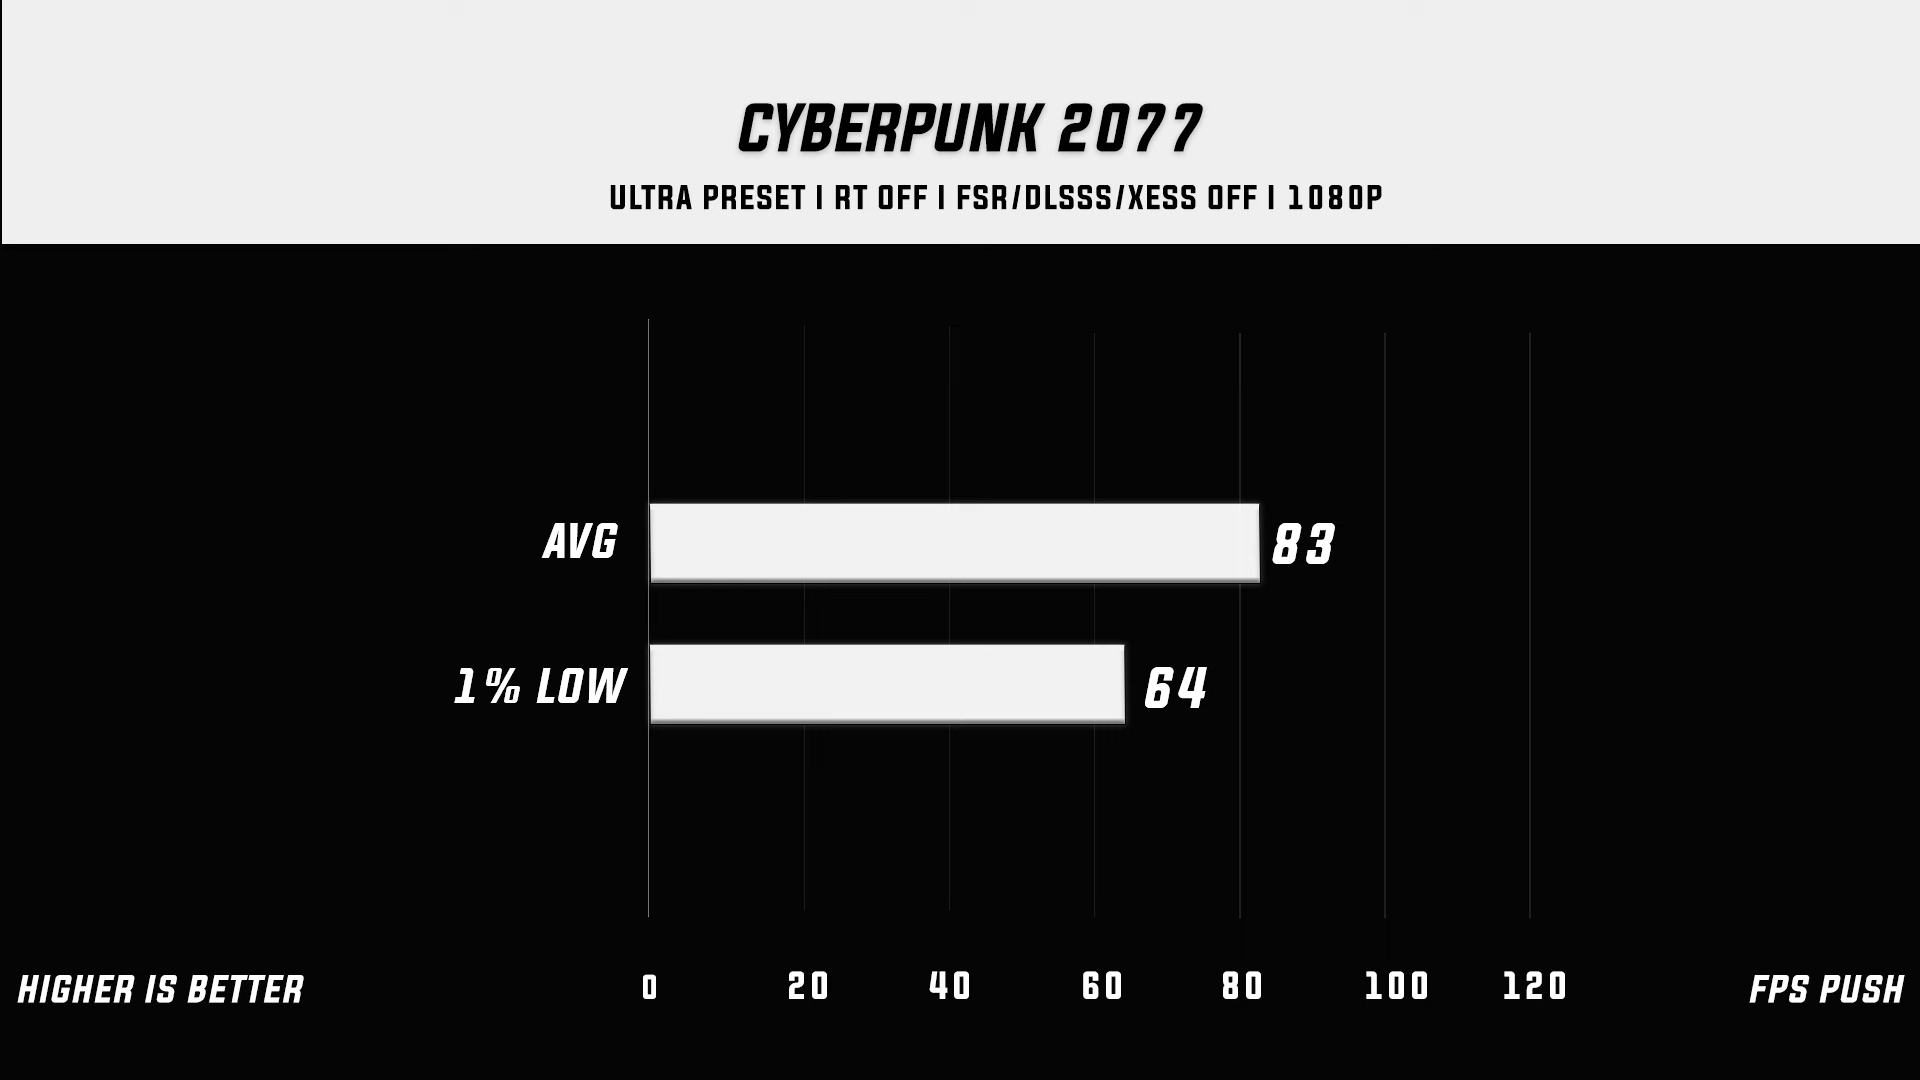 CYBERPUNK 2077
ULTRA PRESET | RT OFF | FSR/DLSSS/XESS OFF | 1080P
AVG 83
1% LOW 64
0 20 40 60 80 100 120
HIGHER IS BETTER
FPS PUSH